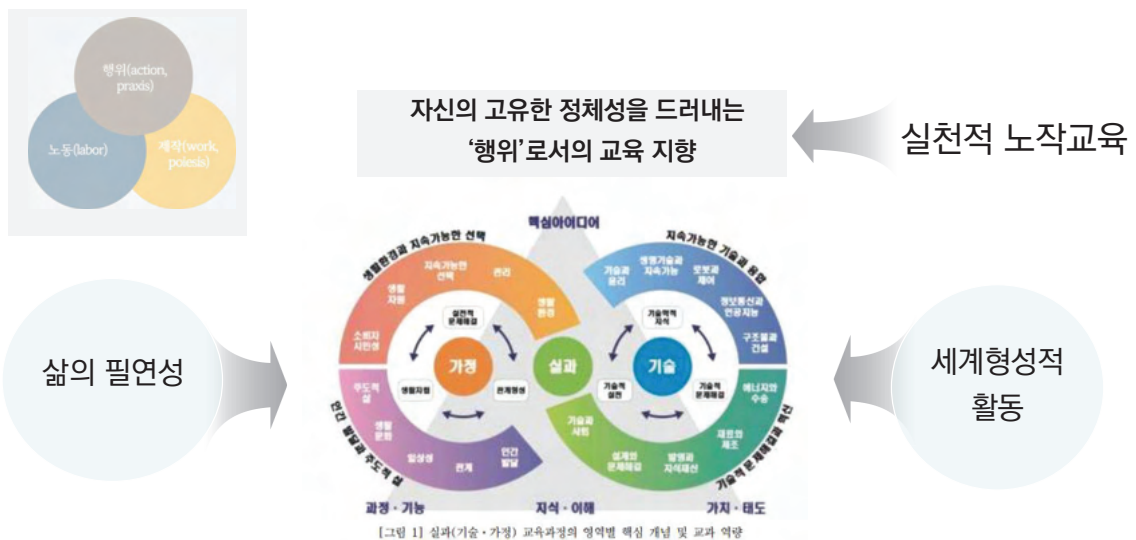 행위(action,
praxis)
노동(labor)
제작(work,
poiesis)
자신의 고유한 정체성을 드러내는
‘행위’로서의 교육 지향
실천적 노작교육
삶의 필연성
세계형성적
활동
핵심아이디어
생활환경과 지속가능한 선택
지속가능한 기술과 융합
소비자
시민성
생활
자원
지속가능한
선택
관리
생활
환경
실천적
문제해결
생활자원
관계형성
가정
실과
기술
기술과
윤리
생명기술과
지속가능
로봇과
제어
정보통신과
인공지능
구조물과
건설
기술학적
지식
기술적
실천
기술적
문제해결
주도적
삶
생활
문화
일상성
관계
인간
발달
인간 발달과 주도적 삶
기술과
사회
설계와
문제해결
발명과
지식재산
재료와
제조
에너지와
수송
기술적 문제해결과 혁신
과정・기능
지식・이해
가치・태도
[그림 1] 실과(기술・가정) 교육과정의 영역별 핵심 개념 및 교과 역량